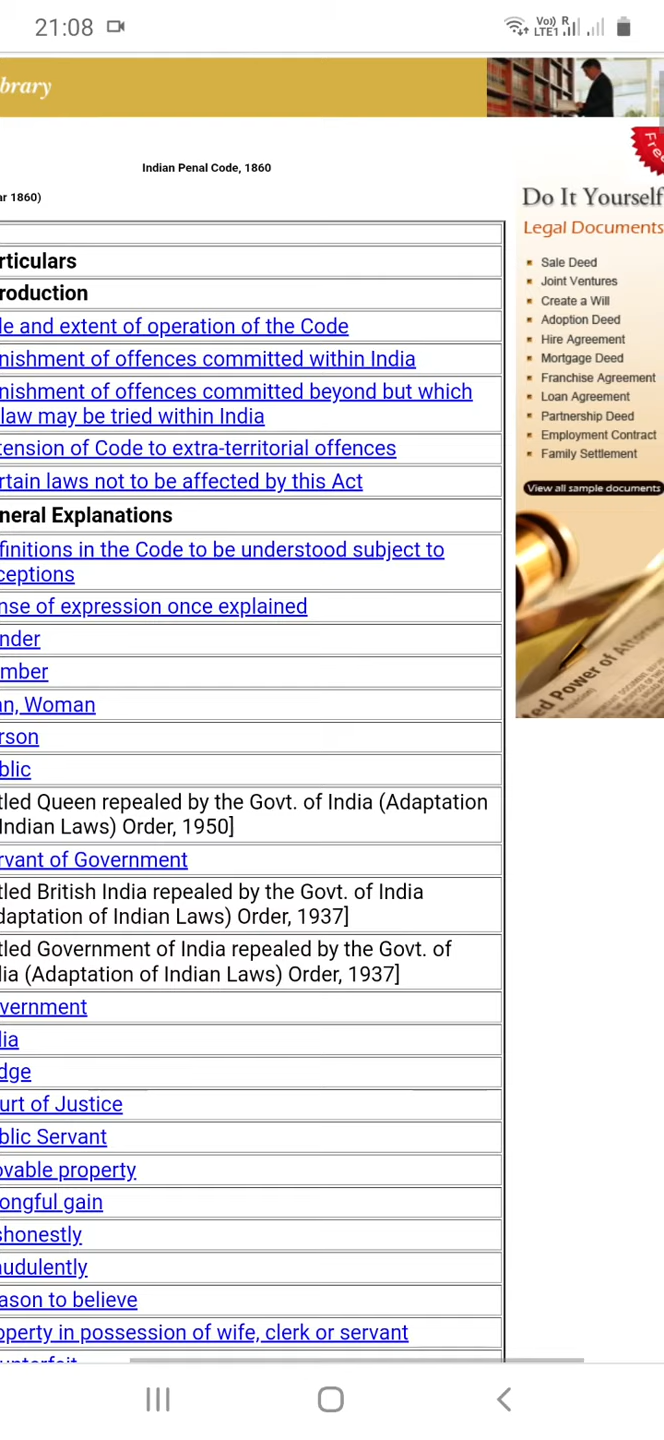 21:08
Vo)) R
LTE1
brary
Indian Penal Code, 1860
ar 1860)
rticulars
roduction
le and extent of operation of the Code
nishment of offences committed within India
nishment of offences committed beyond but which
law may be tried within India
tension of Code to extra-territorial offences
rtain laws not to be affected by this Act
neral Explanations
finitions in the Code to be understood subject to
ceptions
nse of expression once explained
nder
mber
an, Woman
rson
blic
tled Queen repealed by the Govt. of India (Adaptation
Indian Laws) Order, 1950]
rvant of Government
tled British India repealed by the Govt. of India
daptation of Indian Laws) Order, 1937]
tled Government of India repealed by the Govt. of
lia (Adaptation of Indian Laws) Order, 1937]
vernment
lia
dge
urt of Justice
blic Servant
ovable property
ongful gain
shonestly
audulently
ason to believe
operty in possession of wife, clerk or servant
Fre
Do It Yourself
Legal Documents
Sale Deed
Joint Ventures
Create a Will
Adoption Deed
Hire Agreement
Mortgage Deed
Franchise Agreement
Loan Agreement
Partnership Deed
Employment Contract
Family Settlement
View all sample documents
ed Power of Attorne